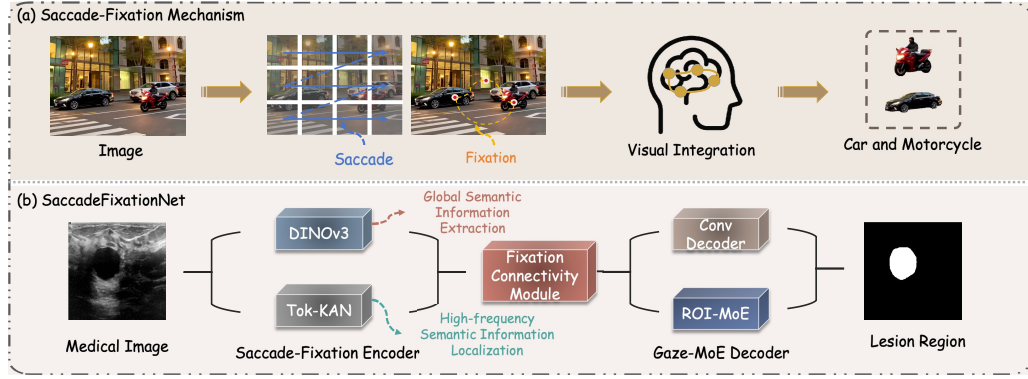 (a) Saccade-Fixation Mechanism
Image
Saccade
Fixation
Visual Integration
Car and Motorcycle
(b) SaccadeFixationNet
Medical Image
DINOv3
Tok-KAN
Saccade-Fixation Encoder
Global Semantic
Information
Extraction
High-frequency
Semantic Information
Localization
Fixation
Connectivity
Module
Conv
Decoder
ROI-MoE
Gaze-MoE Decoder
Lesion Region